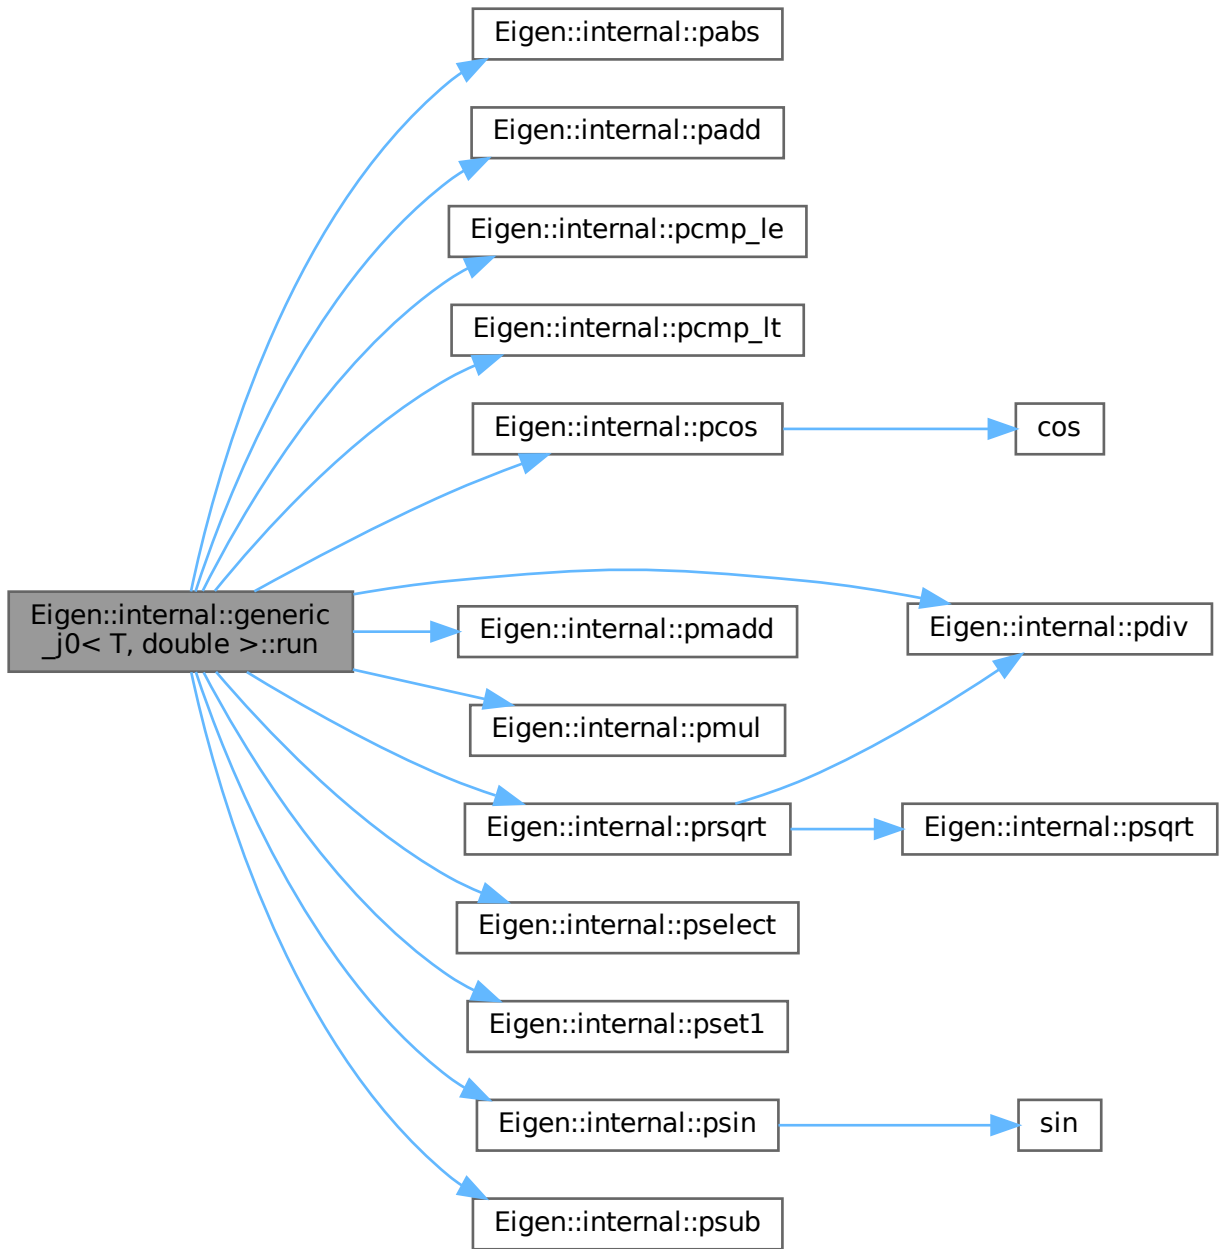 Eigen::internal::pabs
Eigen::internal::padd
Eigen::internal::pcmp_le
Eigen::internal::pcmp_lt
Eigen::internal::pcos
cos
Eigen::internal::generic
_j0< T, double >::run
Eigen::internal::pmadd
Eigen::internal::pdiv
Eigen::internal::pmul
Eigen::internal::prsqrt
Eigen::internal::psqrt
Eigen::internal::pselect
Eigen::internal::pset1
Eigen::internal::psin
sin
Eigen::internal::psub